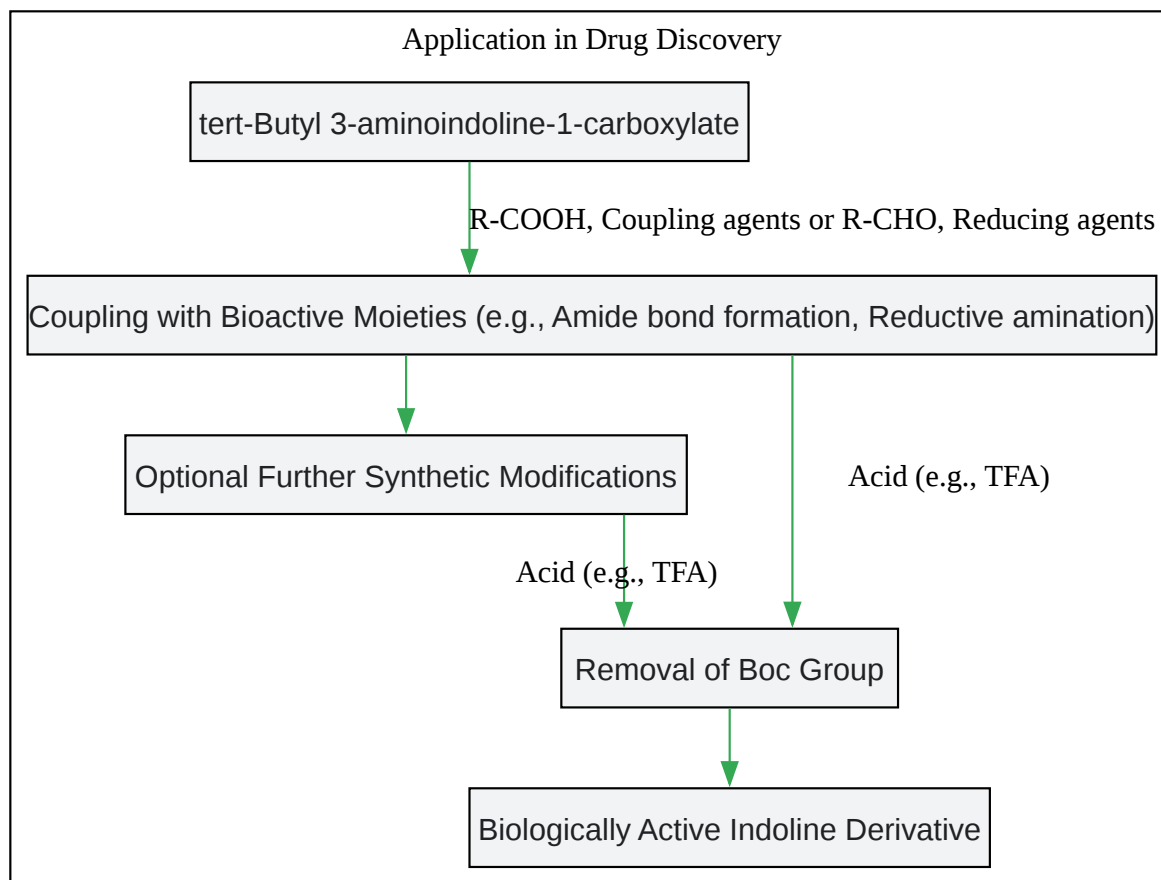 Application in Drug Discovery
tert-Butyl 3-aminoindoline-1-carboxylate
R-COOH, Coupling agents or R-CHO, Reducing agents
Coupling with Bioactive Moieties (e.g., Amide bond formation, Reductive amination)
Optional Further Synthetic Modifications
Acid (e.g., TFA)
Acid (e.g., TFA)
Removal of Boc Group
Biologically Active Indoline Derivative